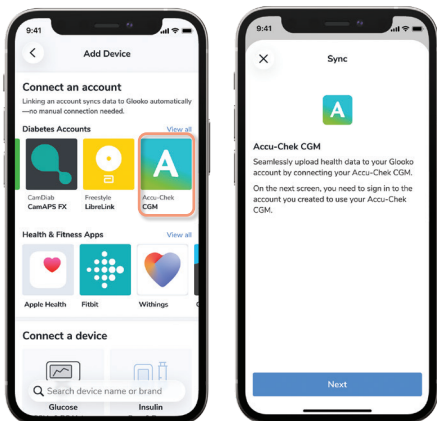 9:41
Add Device
Connect an account
Linking an account syncs data to Glooko automatically
—no manual connection needed.
Diabetes Accounts View all
CamDiab Freestyle Accu-Chek
CamAPS FX LibreLink CGM
Health & Fitness Apps View all
Apple Health Fitbit Withings
Connect a device
Search device name or brand
Glucose Insulin
9:41
Sync
A
Accu-Chek CGM
Seamlessly upload health data to your Glooko
account by connecting your Accu-Chek CGM.
On the next screen, you need to sign in to the
account you created to use your Accu-Chek
CGM.
Next